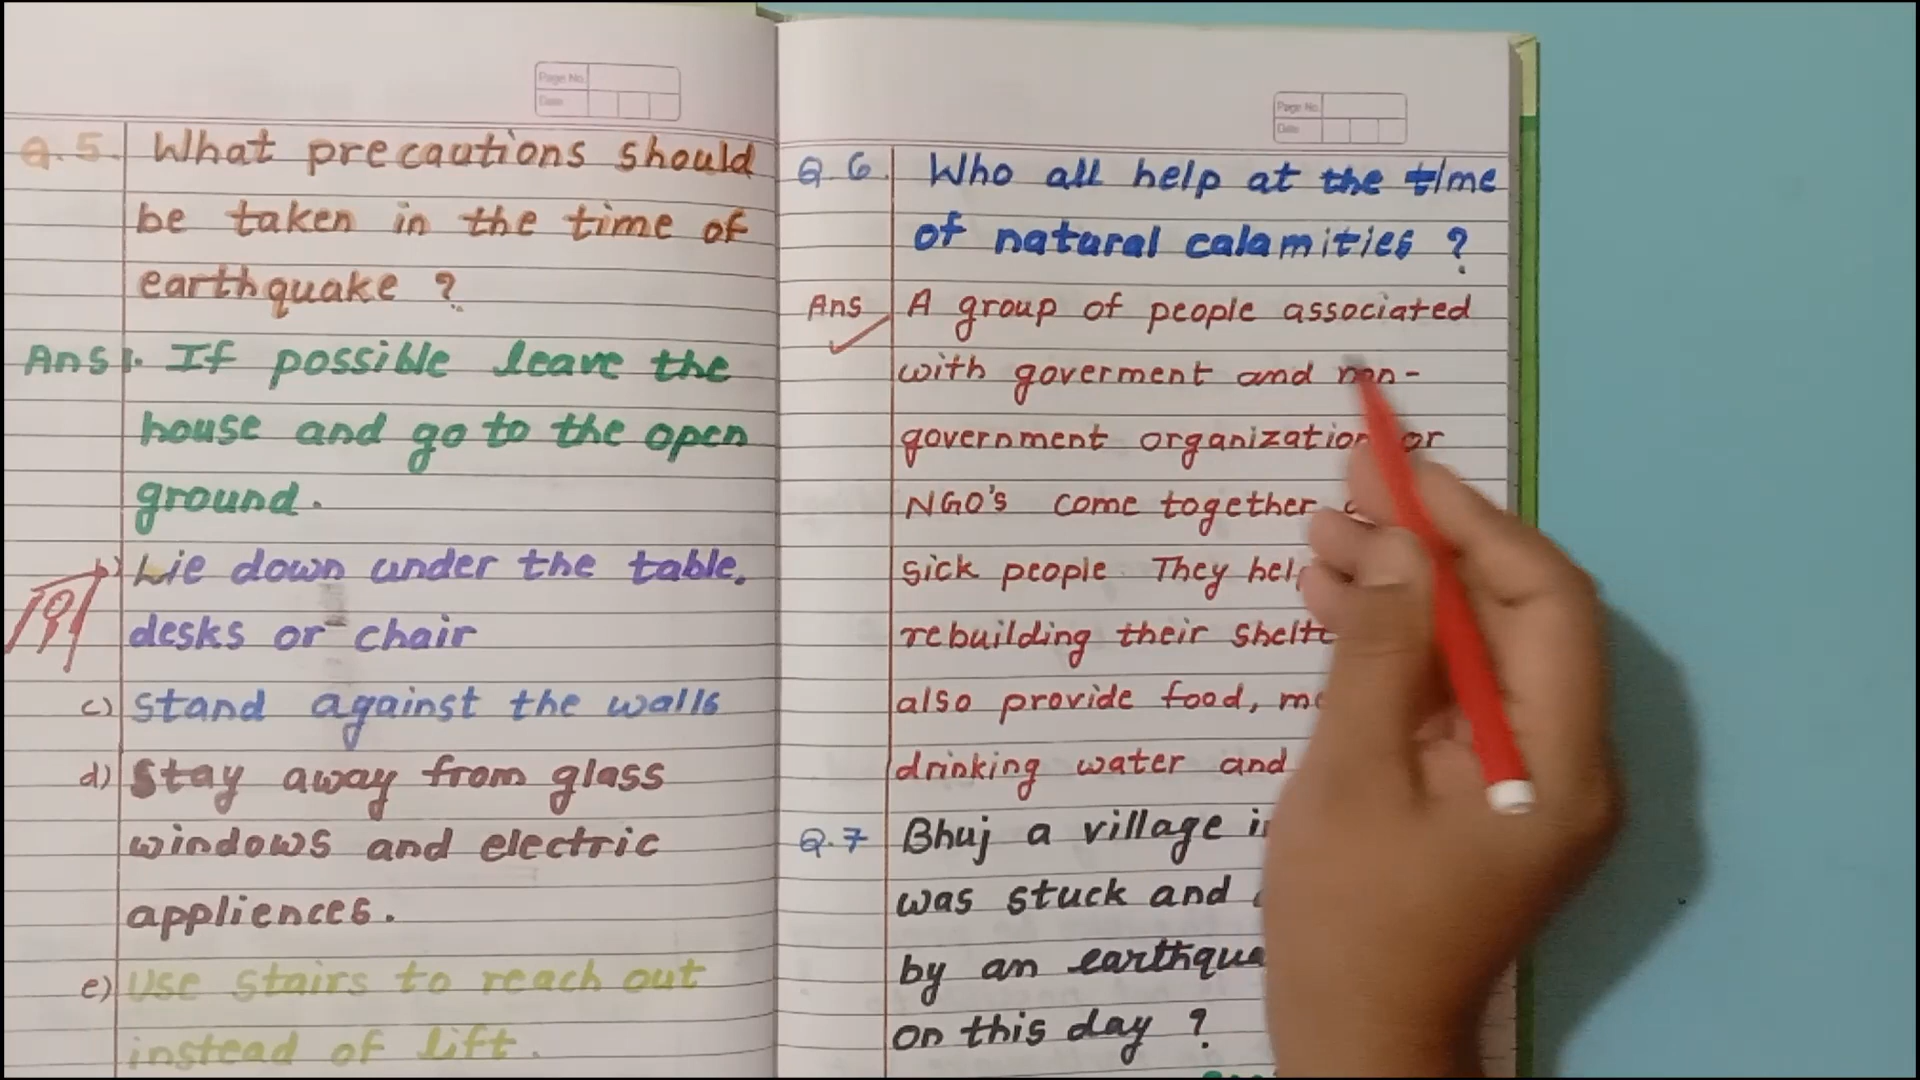 Page No.
Date
Q.5. What precautions should
be taken in the time of
earthquake ?
Ans 1. If possible leave the
house and go to the open
ground.
b) Lie down under the table,
desks or chair
c) Stand against the walls
d) Stay away from glass
windows and electric
appliences.
e) Use stairs to reach out
instead of lift.
Page No.
Date
Q 6. Who all help at the time
of natural calamities ?
Ans A group of people associated
with goverment and non-
government organization or
NGO's come together
sick people. They
rebuilding their
also provide food,
drinking water and
Q.7 Bhuj a village
was stuck and
by an
on this day ?